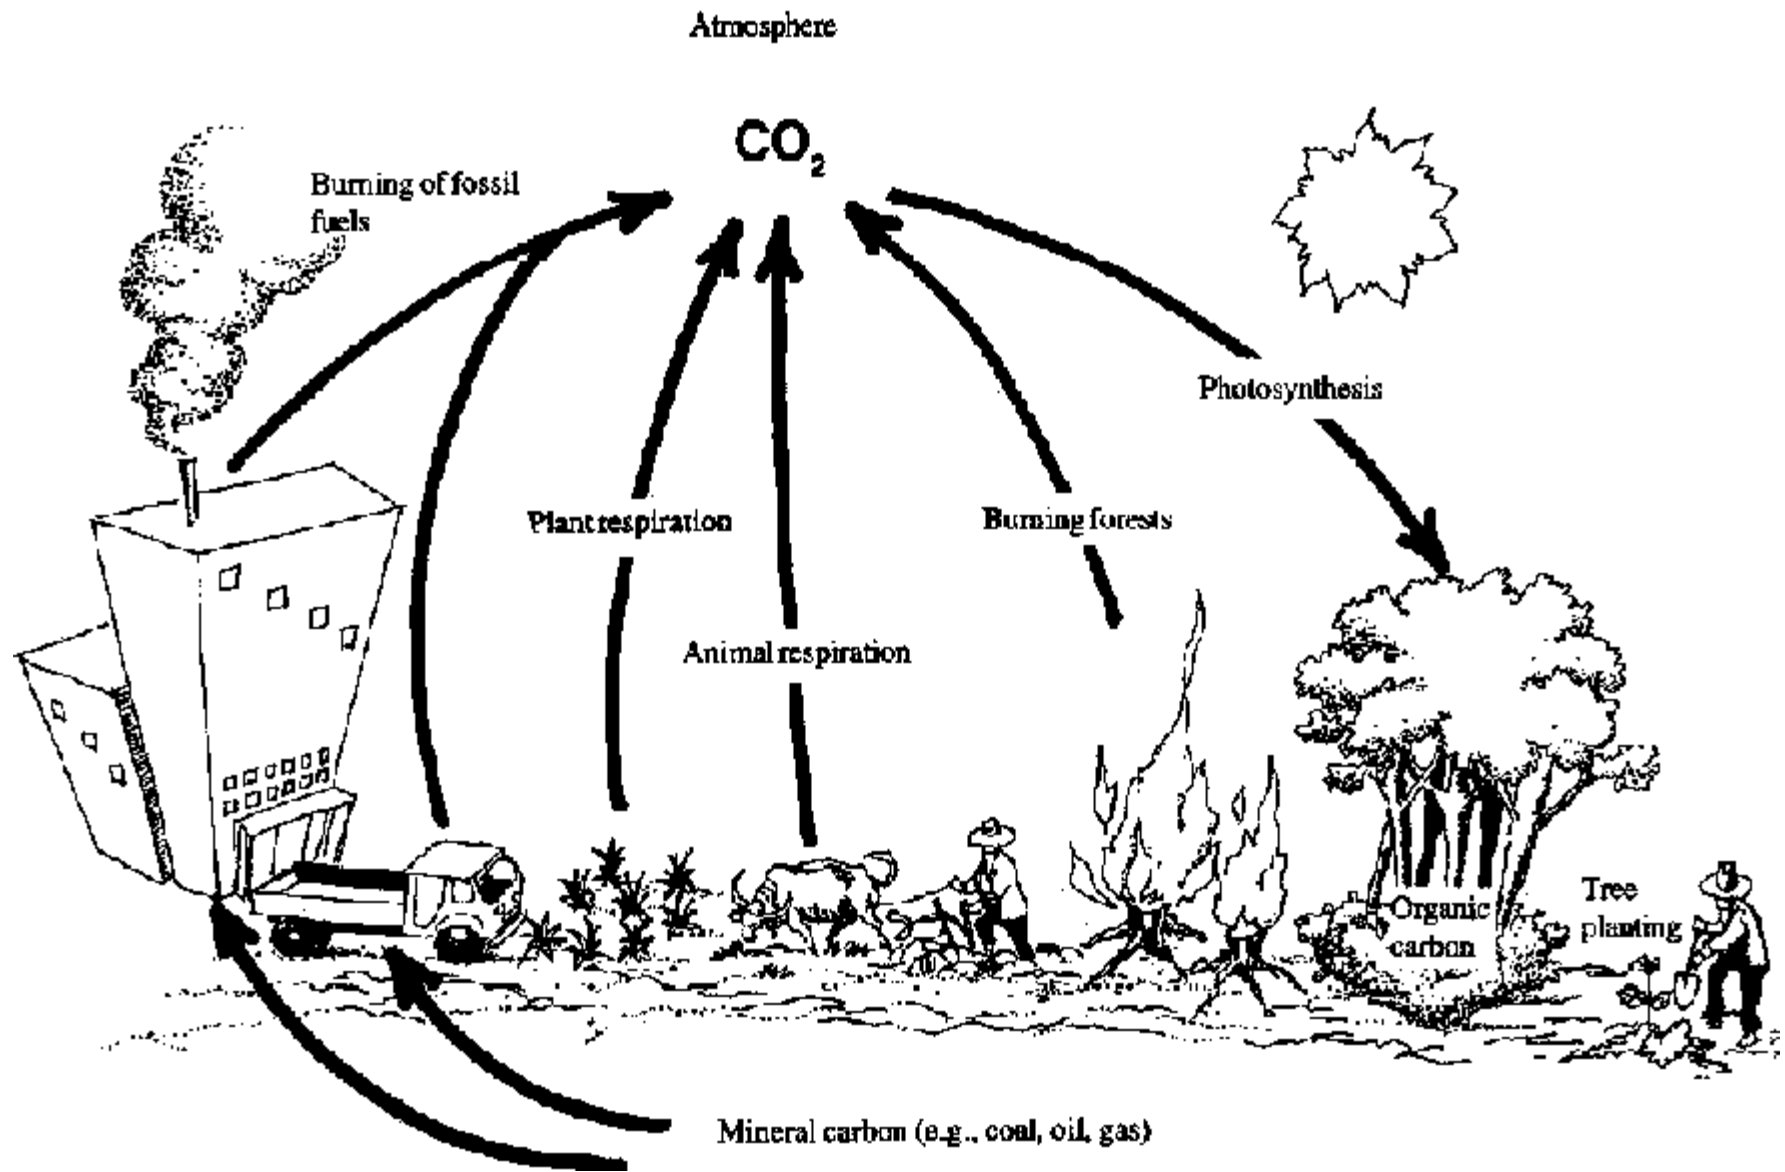 Atmosphere
CO₂
Burning of fossil
fuels
Photosynthesis
Plant respiration
Burning forests
Animal respiration
Organic
carbon
Tree
planting
Mineral carbon (e.g., coal, oil, gas)